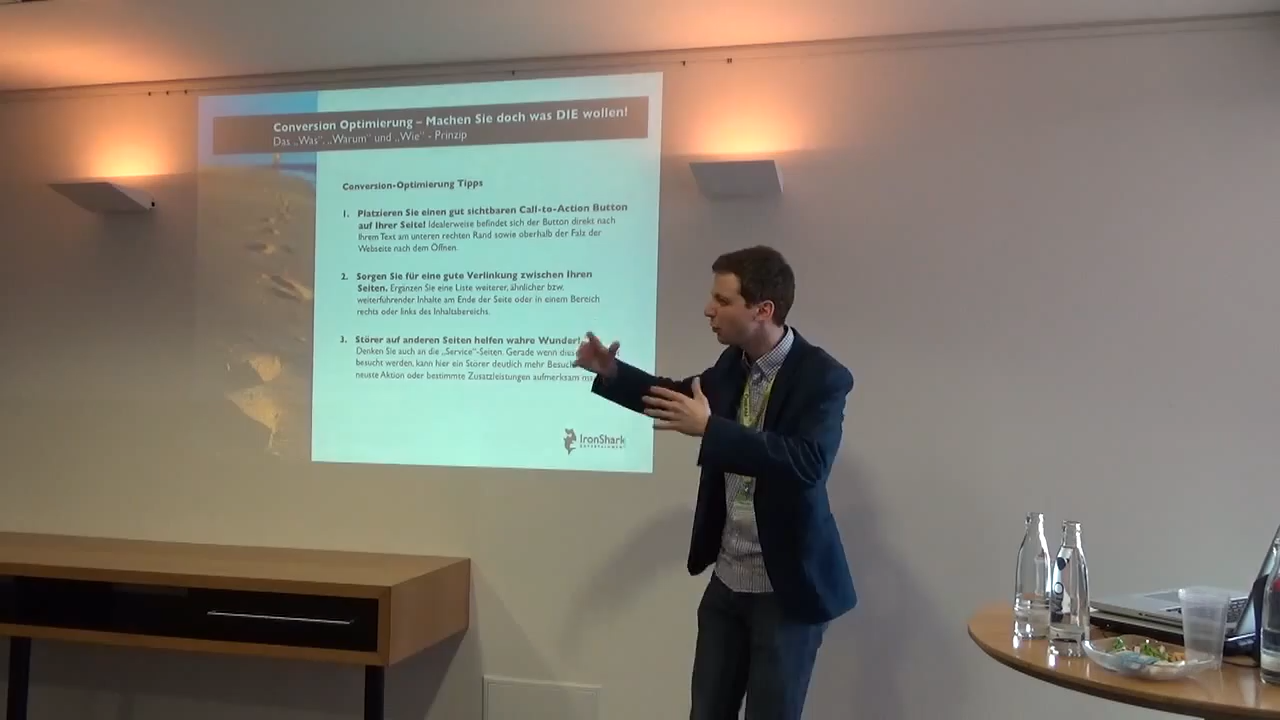 Conversion Optimierung – Machen Sie doch was DIE wollen!
Das „Was“, „Warum“ und „Wie“ - Prinzip
Conversion-Optimierung Tipps
1. Platzieren Sie einen gut sichtbaren Call-to-Action Button
auf Ihrer Seite! Idealerweise befindet sich der Button direkt nach
Ihrem Text am unteren rechten Rand sowie oberhalb der Falz der
Webseite nach dem Öffnen.
2. Sorgen Sie für eine gute Verlinkung zwischen Ihren
Seiten. Ergänzen Sie eine Liste weiterer, ähnlicher bzw.
weiterführender Inhalte am Ende der Seite oder in einem Bereich
rechts oder links des Inhaltsbereichs.
3. Störer auf anderen Seiten helfen wahre Wunder!
Denken Sie auch an die „Service“-Seiten. Gerade wenn
besucht werden, kann hier ein Störer deutlich mehr
neuste Aktion oder bestimmte Zusatzleistungen aufmerksam
IronShark
ENTERTAINMENT